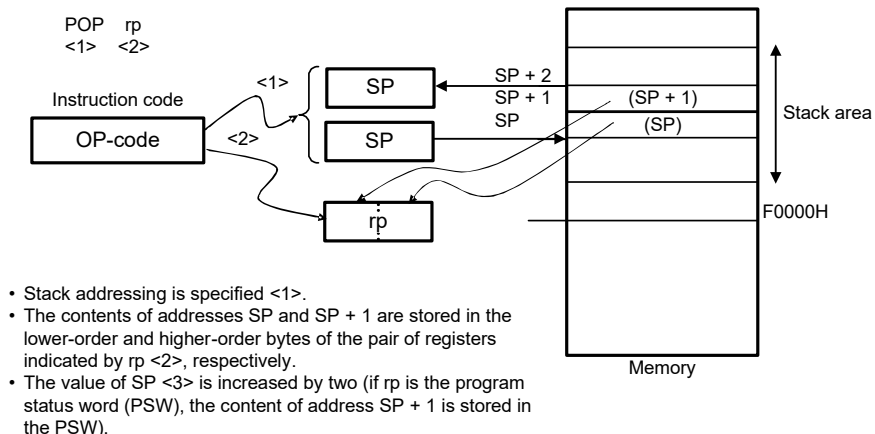 POP rp
<1> <2>
Instruction code
OP-code
<1>
<2>
SP
SP
rp
SP + 2
SP + 1
SP
(SP + 1)
(SP)
Stack area
F0000H
Memory
• Stack addressing is specified <1>.
• The contents of addresses SP and SP + 1 are stored in the
lower-order and higher-order bytes of the pair of registers
indicated by rp <2>, respectively.
• The value of SP <3> is increased by two (if rp is the program
status word (PSW), the content of address SP + 1 is stored in
the PSW).